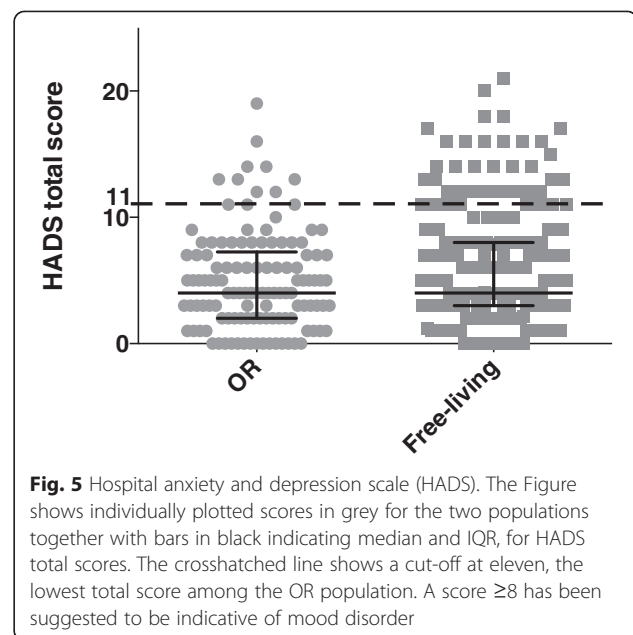 20
11
10
0
HADS total score
OR
Free-living
Fig. 5 Hospital anxiety and depression scale (HADS). The Figure
shows individually plotted scores in grey for the two populations
together with bars in black indicating median and IQR, for HADS
total scores. The crosshatched line shows a cut-off at eleven, the
lowest total score among the OR population. A score ≥8 has been
suggested to be indicative of mood disorder